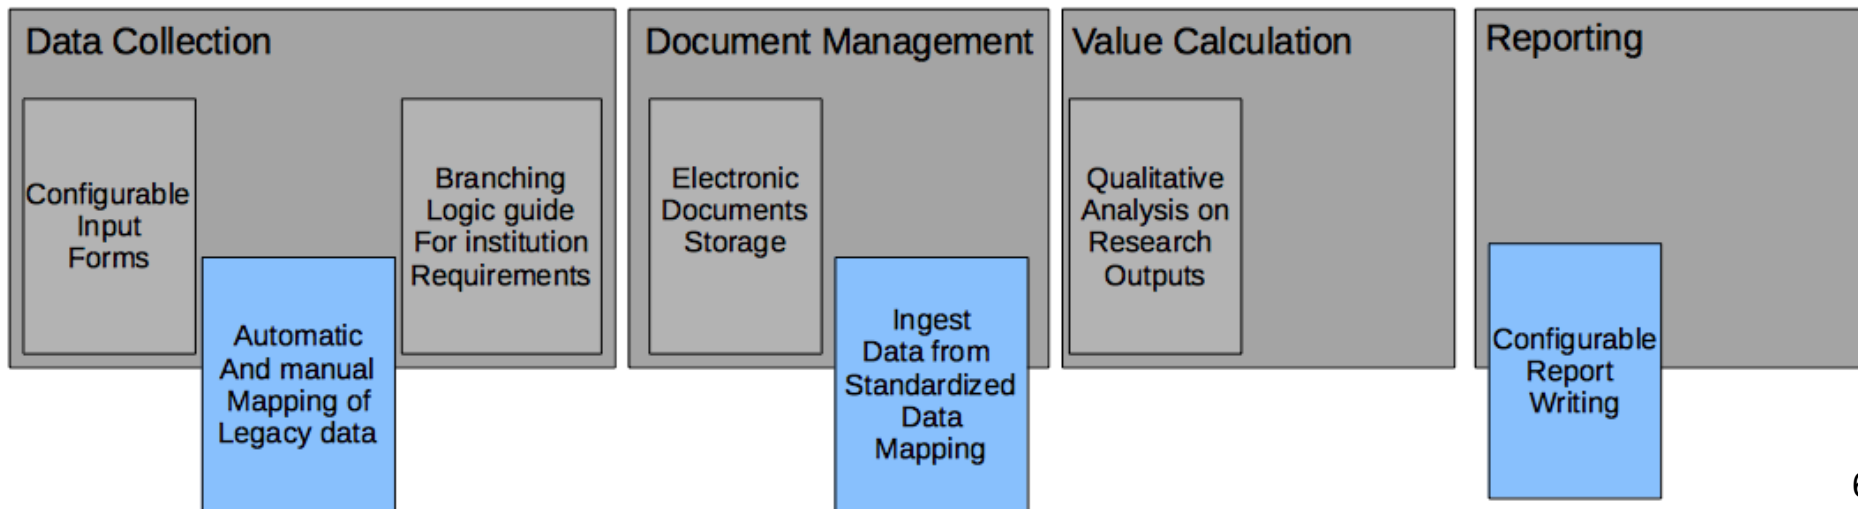 Data Collection
Configurable
Input
Forms
Automatic
And manual
Mapping of
Legacy data
Branching
Logic guide
For institution
Requirements
Document Management
Electronic
Documents
Storage
Ingest
Data from
Standardized
Data
Mapping
Value Calculation
Qualitative
Analysis on
Research
Outputs
Reporting
Configurable
Report
Writing